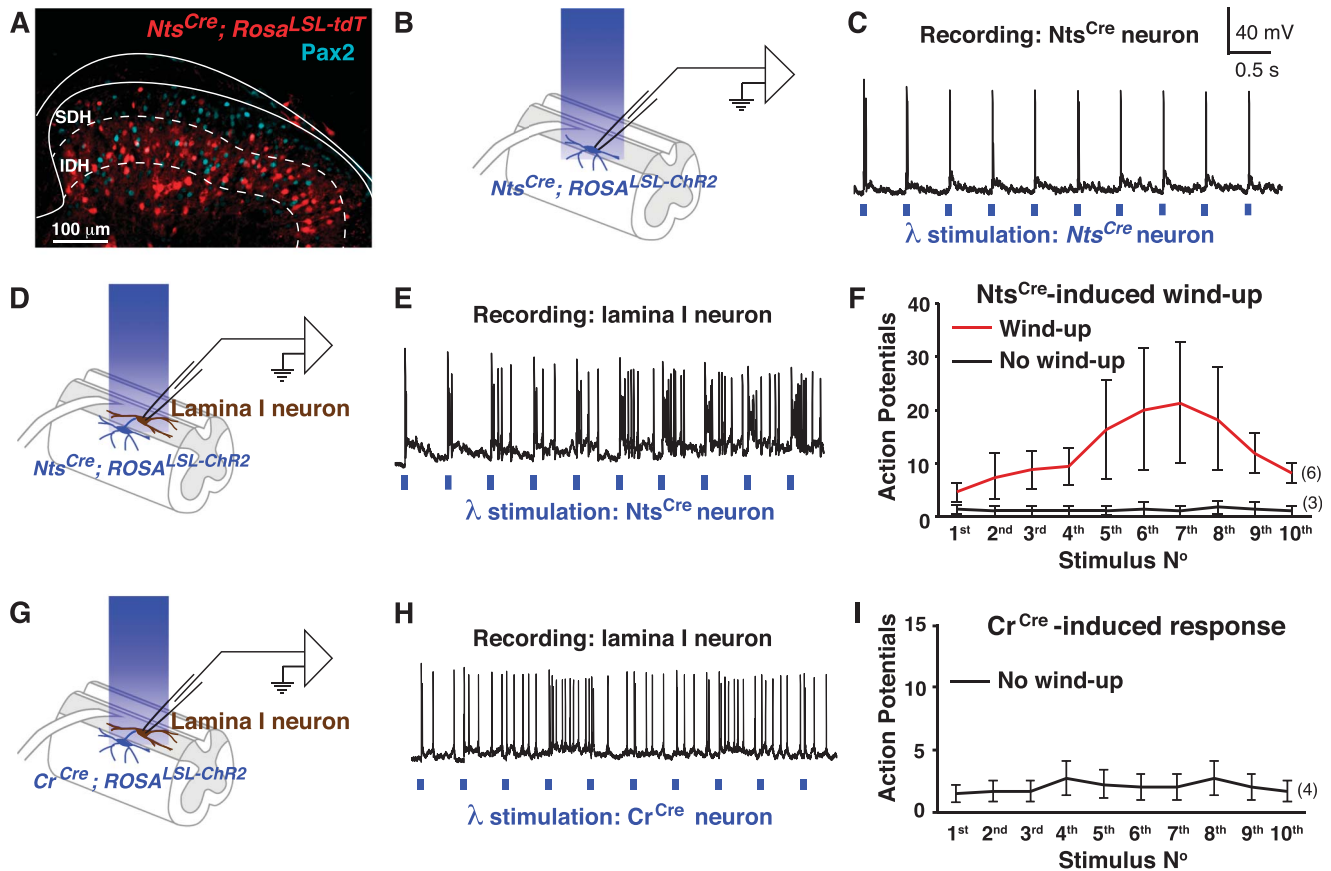 A
Nts^Cre; Rosa^LSL-tdT
Pax2
SDH
IDH
100 μm
B
Nts^Cre; ROSA^LSL-ChR2
C
Recording: Nts^Cre neuron
40 mV
0.5 s
λ stimulation: Nts^Cre neuron
D
Lamina I neuron
Nts^Cre; ROSA^LSL-ChR2
E
Recording: lamina I neuron
λ stimulation: Nts^Cre neuron
F
Nts^Cre-induced wind-up
Wind-up
No wind-up
Action Potentials
40
30
20
10
0
(6)
(3)
1st 2nd 3rd 4th 5th 6th 7th 8th 9th 10th
Stimulus Nº
G
Lamina I neuron
Cr^Cre; ROSA^LSL-ChR2
H
Recording: lamina I neuron
λ stimulation: Cr^Cre neuron
I
Cr^Cre-induced response
No wind-up
Action Potentials
15
10
5
0
(4)
1st 2nd 3rd 4th 5th 6th 7th 8th 9th 10th
Stimulus Nº